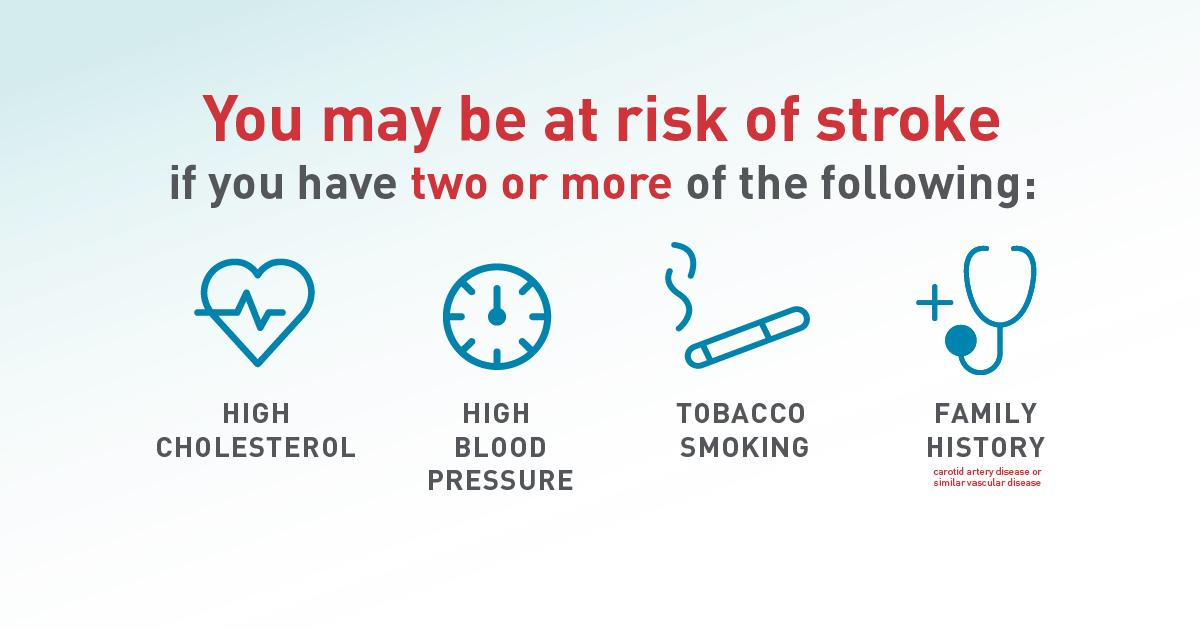 You may be at risk of stroke
if you have two or more of the following:
HIGH
CHOLESTEROL
HIGH
BLOOD
PRESSURE
TOBACCO
SMOKING
FAMILY
HISTORY
carotid artery disease or
similar vascular disease